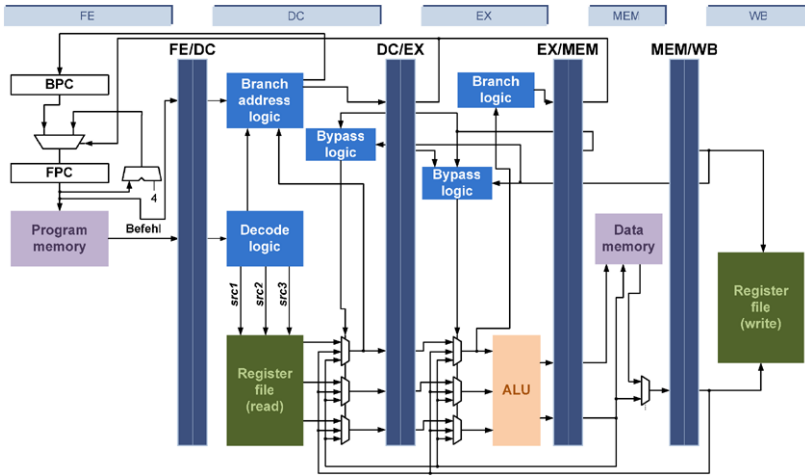 FE
DC
EX
MEM
WB
FE/DC
DC/EX
EX/MEM
MEM/WB
BPC
Branch
address
logic
Branch
logic
Bypass
logic
FPC
4
Bypass
logic
Program
memory
Befehl
Decode
logic
Data
memory
src1
src2
src3
Register
file
(write)
Register
file
(read)
ALU